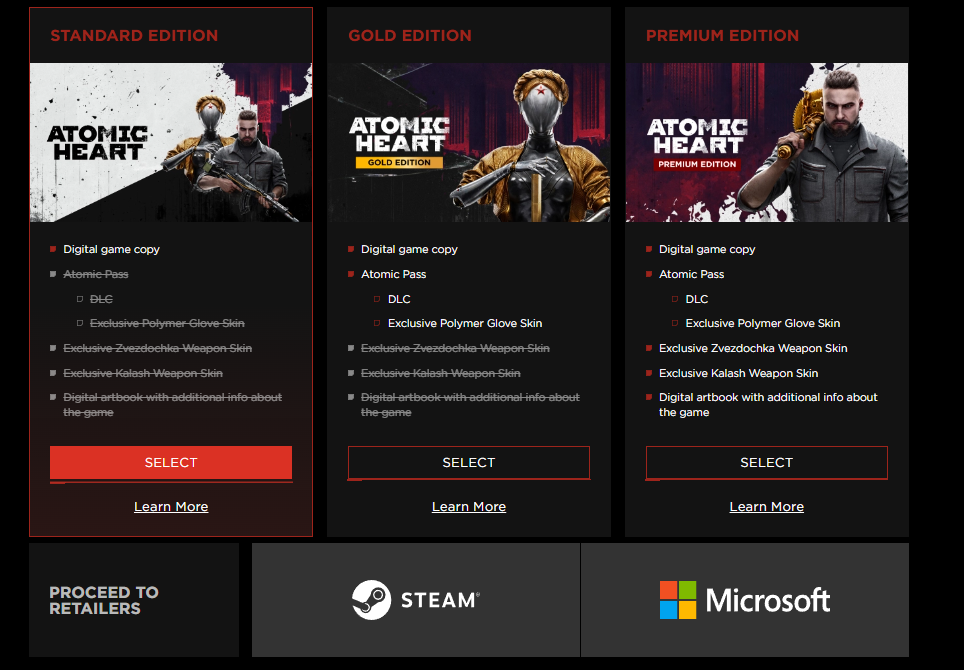 STANDARD EDITION
ATOMIC
HEART
Digital game copy
Atomic Pass
DLC
Exclusive Polymer Glove Skin
Exclusive Zvezdochka Weapon Skin
Exclusive Kalash Weapon Skin
Digital artbook with additional info about
the game
SELECT
Learn More
GOLD EDITION
ATOMIC
HEART
GOLD EDITION
Digital game copy
Atomic Pass
DLC
Exclusive Polymer Glove Skin
Exclusive Zvezdochka Weapon Skin
Exclusive Kalash Weapon Skin
Digital artbook with additional info about
the game
SELECT
Learn More
PREMIUM EDITION
ATOMIC
HEART
PREMIUM EDITION
Digital game copy
Atomic Pass
DLC
Exclusive Polymer Glove Skin
Exclusive Zvezdochka Weapon Skin
Exclusive Kalash Weapon Skin
Digital artbook with additional info about
the game
SELECT
Learn More
PROCEED TO
RETAILERS
STEAM®
Microsoft